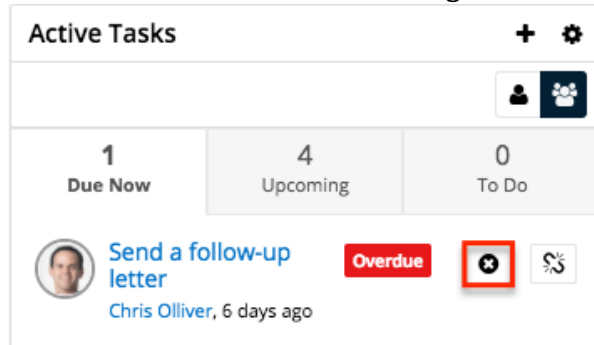 Active Tasks
1 4 0
Due Now Upcoming To Do
Send a follow-up Overdue
letter
Chris Olliver, 6 days ago